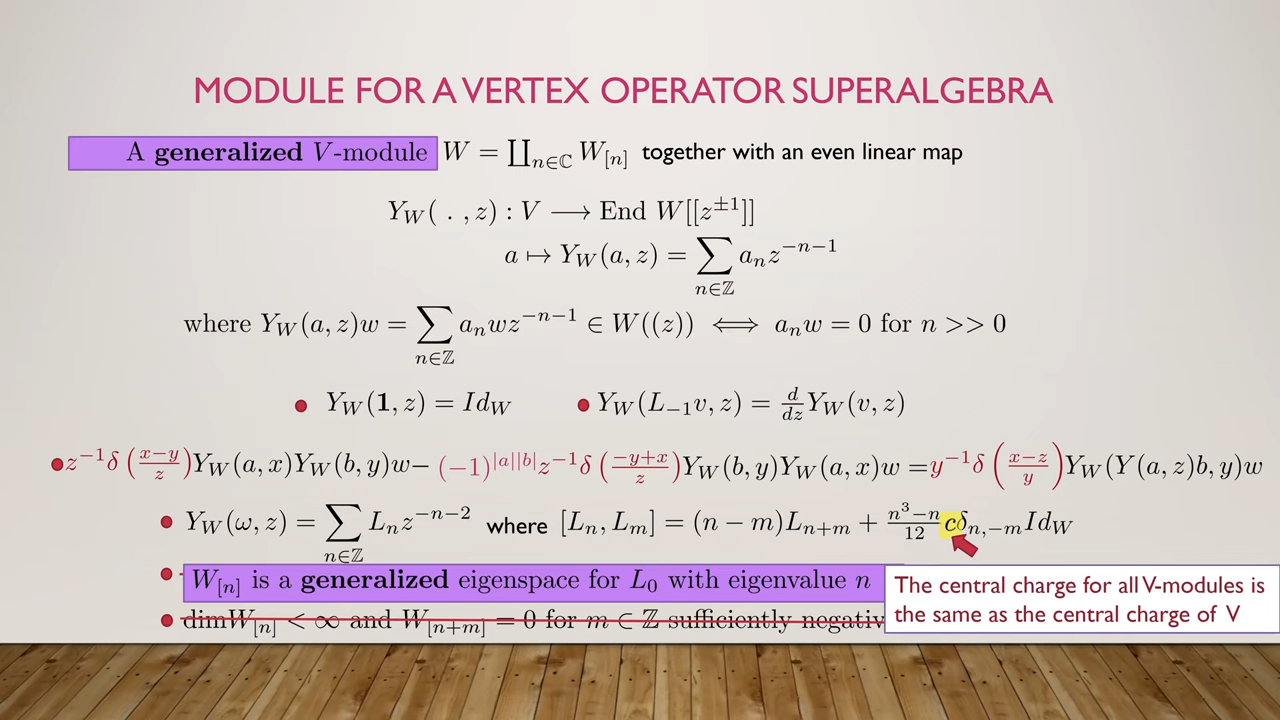 MODULE FOR A VERTEX OPERATOR SUPERALGEBRA
A generalized V-module W = ∐_{n∈ℂ} W_{[n]} together with an even linear map
Y_W( . , z) : V ⟶ End W[[z^{±1}]]
a ↦ Y_W(a, z) = ∑_{n∈ℤ} a_n z^{-n-1}
where Y_W(a, z)w = ∑_{n∈ℤ} a_n w z^{-n-1} ∈ W((z)) ⟺ a_n w = 0 for n >> 0
• Y_W(1, z) = Id_W • Y_W(L_{-1}v, z) = d/dz Y_W(v, z)
• z^{-1}δ((x−y)/z)Y_W(a, x)Y_W(b, y)w − (−1)^{|a||b|}z^{-1}δ((−y+x)/z)Y_W(b, y)Y_W(a, x)w = y^{-1}δ((x−z)/y)Y_W(Y(a, z)b, y)w
• Y_W(ω, z) = ∑_{n∈ℤ} L_n z^{-n-2} where [L_n, L_m] = (n − m)L_{n+m} + (n^3−n)/12 c δ_{n,−m} Id_W
• W_{[n]} is a generalized eigenspace for L_0 with eigenvalue n
• dimW_{[n]} < ∞ and W_{[n+m]} = 0 for m ∈ ℤ sufficiently negativ
The central charge for all V-modules is
the same as the central charge of V